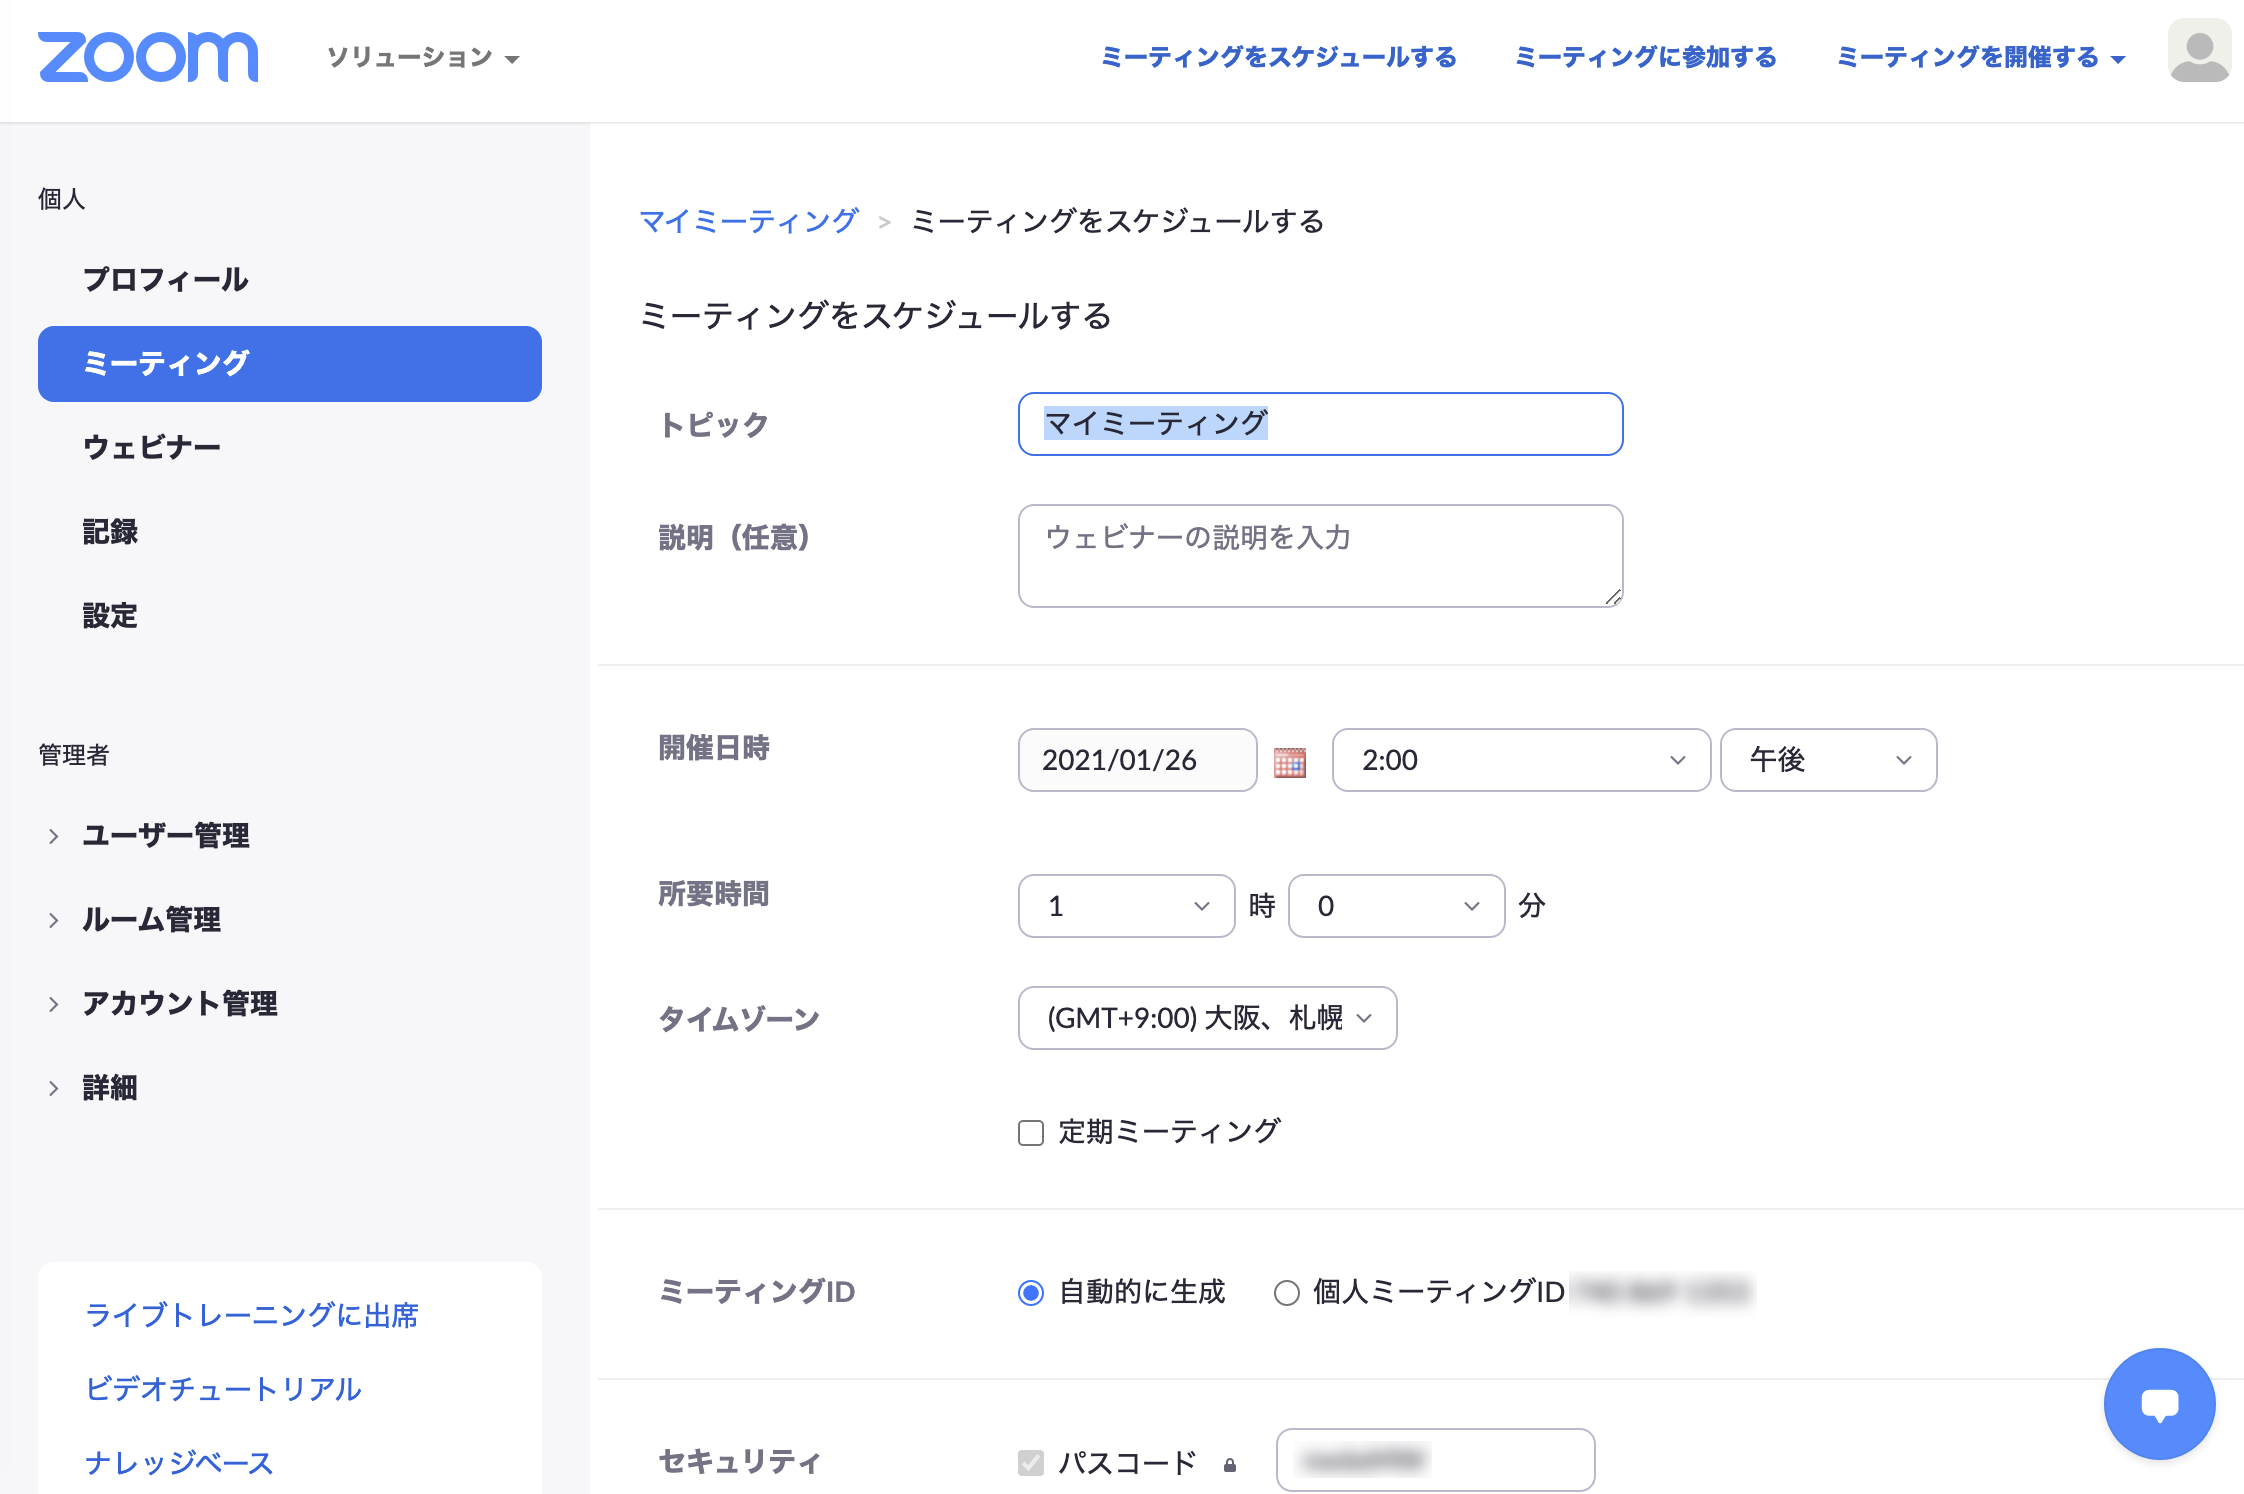 zoom
ソリューション
ミーティングをスケジュールする
ミーティングに参加する
ミーティングを開催する
個人
プロフィール
ミーティング
ウェビナー
記録
設定
管理者
ユーザー管理
ルーム管理
アカウント管理
詳細
ライブトレーニングに出席
ビデオチュートリアル
ナレッジベース
マイミーティング > ミーティングをスケジュールする
ミーティングをスケジュールする
トピック
マイミーティング
説明（任意）
ウェビナーの説明を入力
開催日時
2021/01/26
2:00
午後
所要時間
1 時 0 分
タイムゾーン
(GMT+9:00) 大阪、札幌
定期ミーティング
ミーティングID
自動的に生成
個人ミーティングID
セキュリティ
パスコード